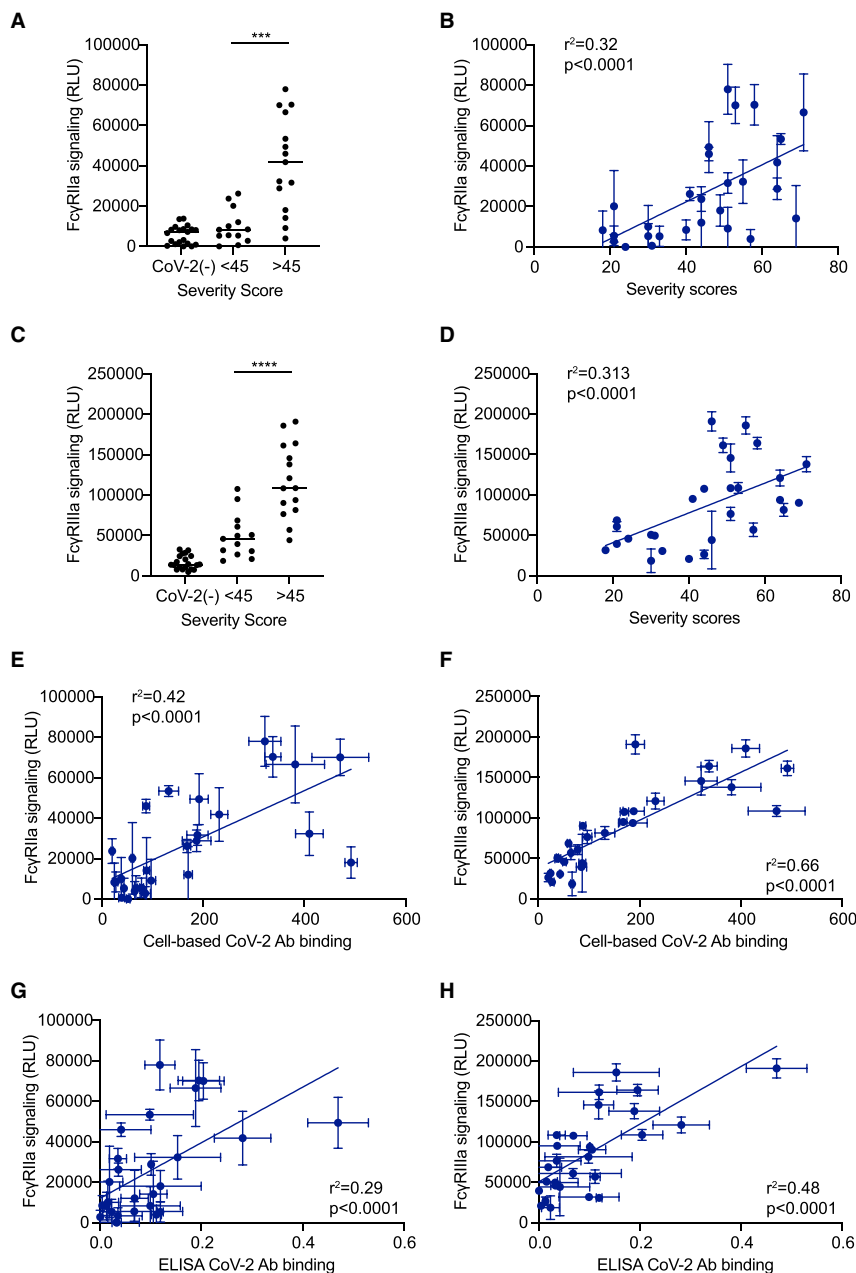 A
FcγRIIa signaling (RLU)
100000
80000
60000
40000
20000
0
***
CoV-2(-) <45 >45
Severity Score
B
FcγRIIa signaling (RLU)
100000
80000
60000
40000
20000
0
r²=0.32
p<0.0001
0 20 40 60 80
Severity scores
C
FcγRIIIa signaling (RLU)
250000
200000
150000
100000
50000
0
****
CoV-2(-) <45 >45
Severity Score
D
FcγRIIIa signaling (RLU)
250000
200000
150000
100000
50000
0
r²=0.313
p<0.0001
0 20 40 60 80
Severity scores
E
FcγRIIa signaling (RLU)
100000
80000
60000
40000
20000
0
r²=0.42
p<0.0001
0 200 400 600
Cell-based CoV-2 Ab binding
F
FcγRIIIa signaling (RLU)
250000
200000
150000
100000
50000
0
r²=0.66
p<0.0001
0 200 400 600
Cell-based CoV-2 Ab binding
G
FcγRIIa signaling (RLU)
100000
80000
60000
40000
20000
0
r²=0.29
p<0.0001
0.0 0.2 0.4 0.6
ELISA CoV-2 Ab binding
H
FcγRIIIa signaling (RLU)
250000
200000
150000
100000
50000
0
r²=0.48
p<0.0001
0.0 0.2 0.4 0.6
ELISA CoV-2 Ab binding